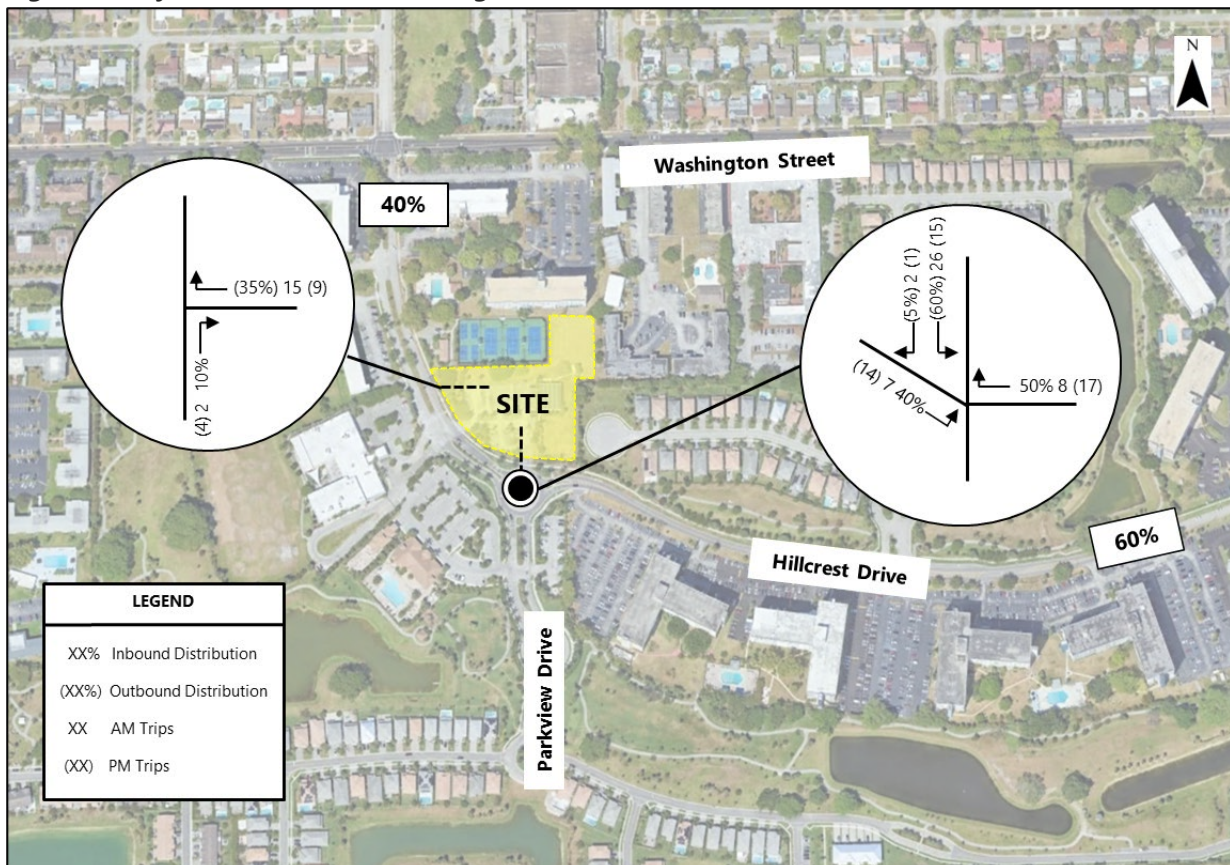 N
Washington Street
40%
(35%) 15 (9)
(4) 2 10%
(5%) 2 (1)
(60%) 26 (15)
(14) 7 40%
50% 8 (17)
SITE
60%
Hillcrest Drive
Parkview Drive
LEGEND
XX% Inbound Distribution
(XX%) Outbound Distribution
XX AM Trips
(XX) PM Trips